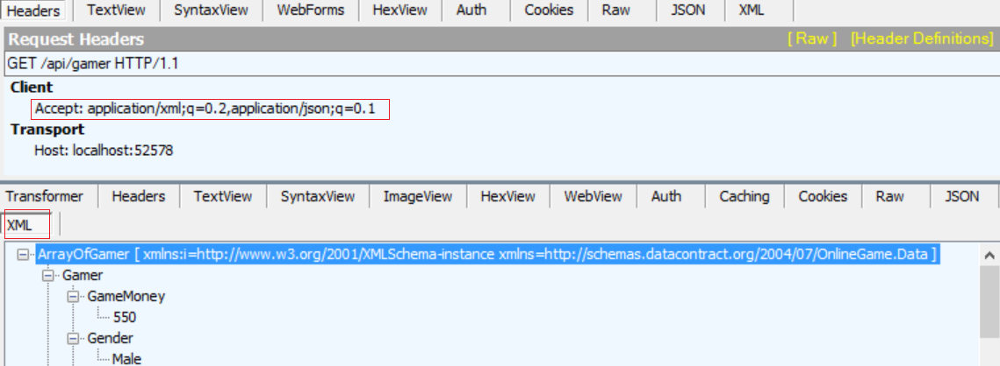 Headers TextView SyntaxView WebForms HexView Auth Cookies Raw JSON XML
Request Headers [ Raw ] [Header Definitions]
GET /api/gamer HTTP/1.1
Client
Accept: application/xml;q=0.2,application/json;q=0.1
Transport
Host: localhost:52578
Transformer Headers TextView SyntaxView ImageView HexView WebView Auth Caching Cookies Raw JSON
XML
ArrayOfGamer [ xmlns:i=http://www.w3.org/2001/XMLSchema-instance xmlns=http://schemas.datacontract.org/2004/07/OnlineGame.Data ]
Gamer
GameMoney
550
Gender
Male